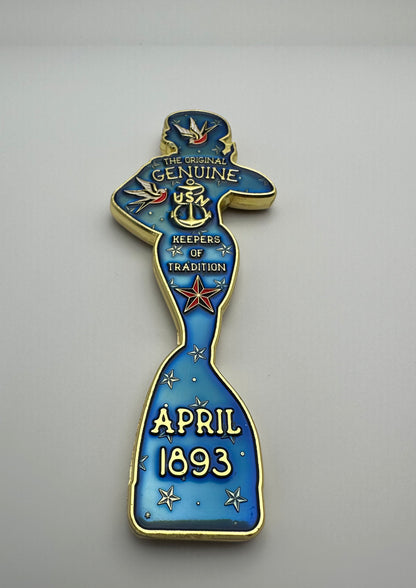 THE ORIGINAL
GENUINE
USN
KEEPERS
OF
TRADITION
APRIL
1893